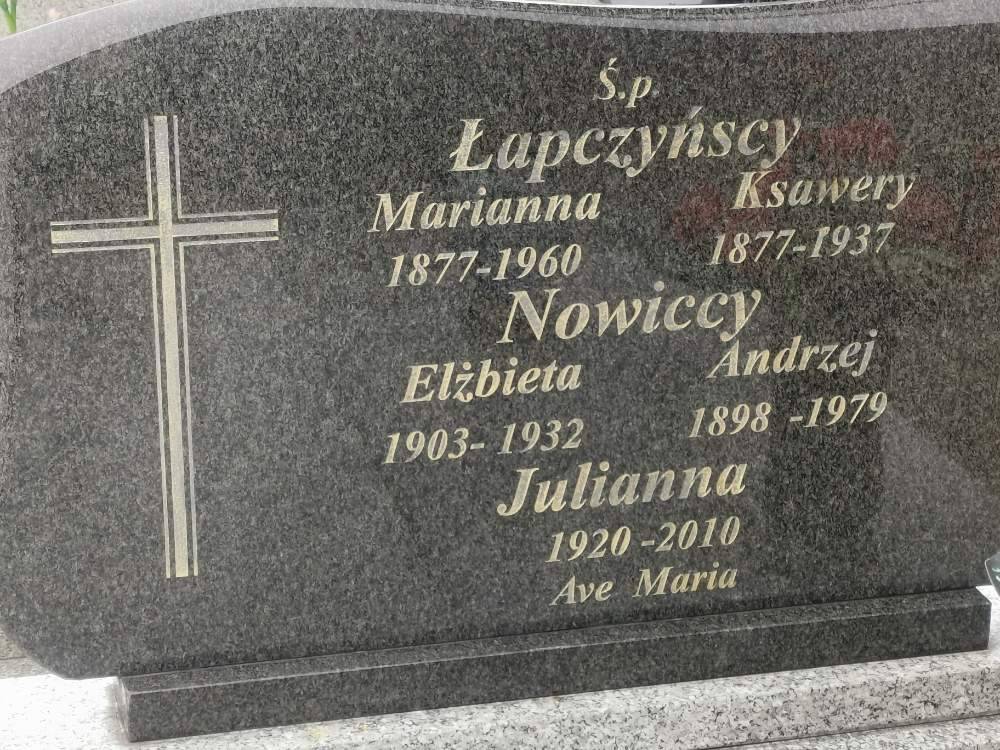 Ś.p
Łapczyńscy
Marianna Ksawery
1877-1960 1877-1937
Nowiccy
Elżbieta Andrzej
1903- 1932 1898 -1979
Julianna
1920 -2010
Ave Maria